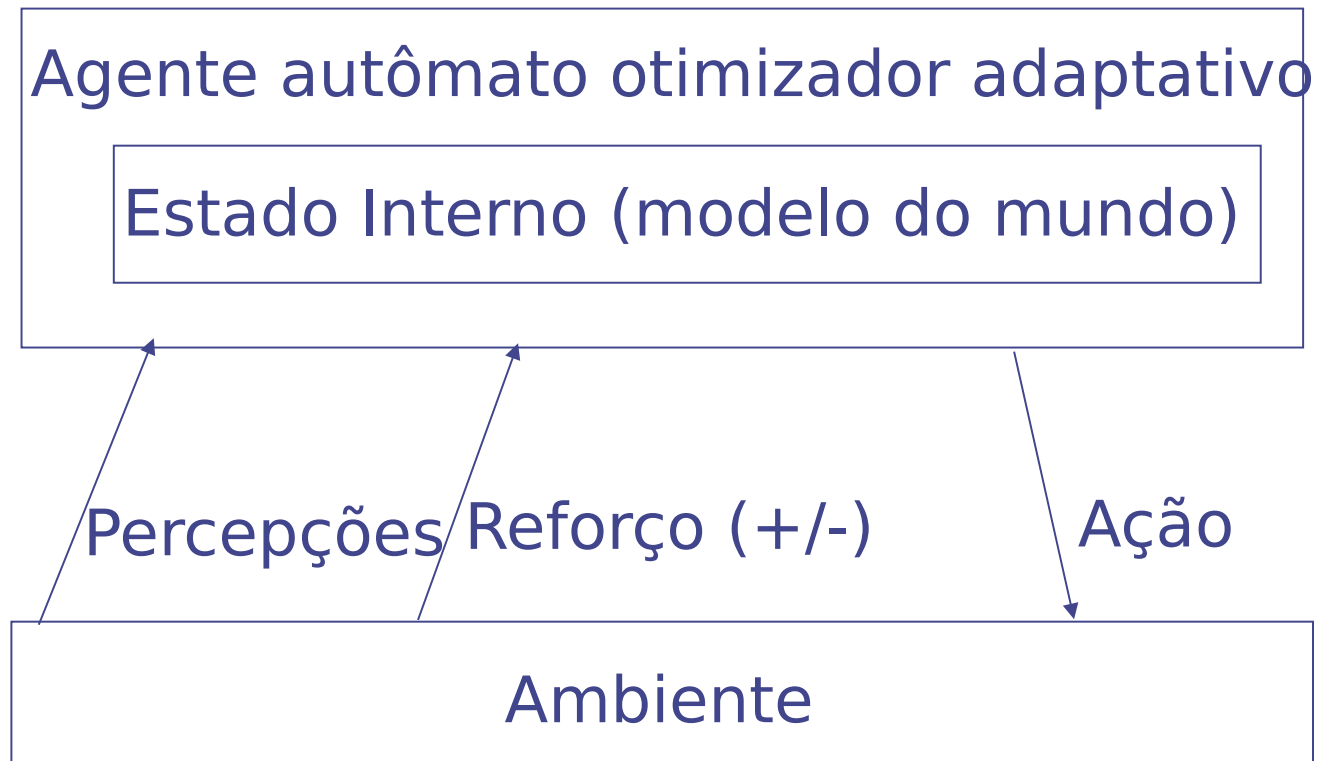 Agente autômato otimizador adaptativo
Estado Interno (modelo do mundo)
Percepções
Reforço (+/-)
Ação
Ambiente